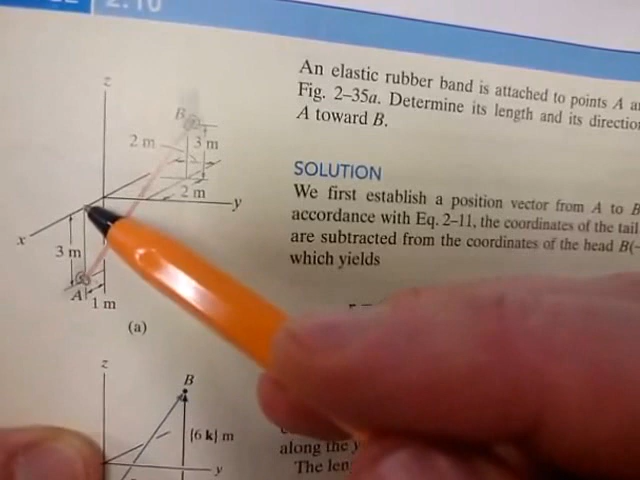 2.10
An elastic rubber band is attached to points A
Fig. 2–35a. Determine its length and its
A toward B.
SOLUTION
We first establish a position vector from A to B
accordance with Eq. 2–11, the coordinates of the tail
are subtracted from the coordinates of the head B(–
which yields
z
B
2 m
3 m
2 m
y
x
3 m
A
1 m
(a)
z
B
{6 k} m
y
along the y
The